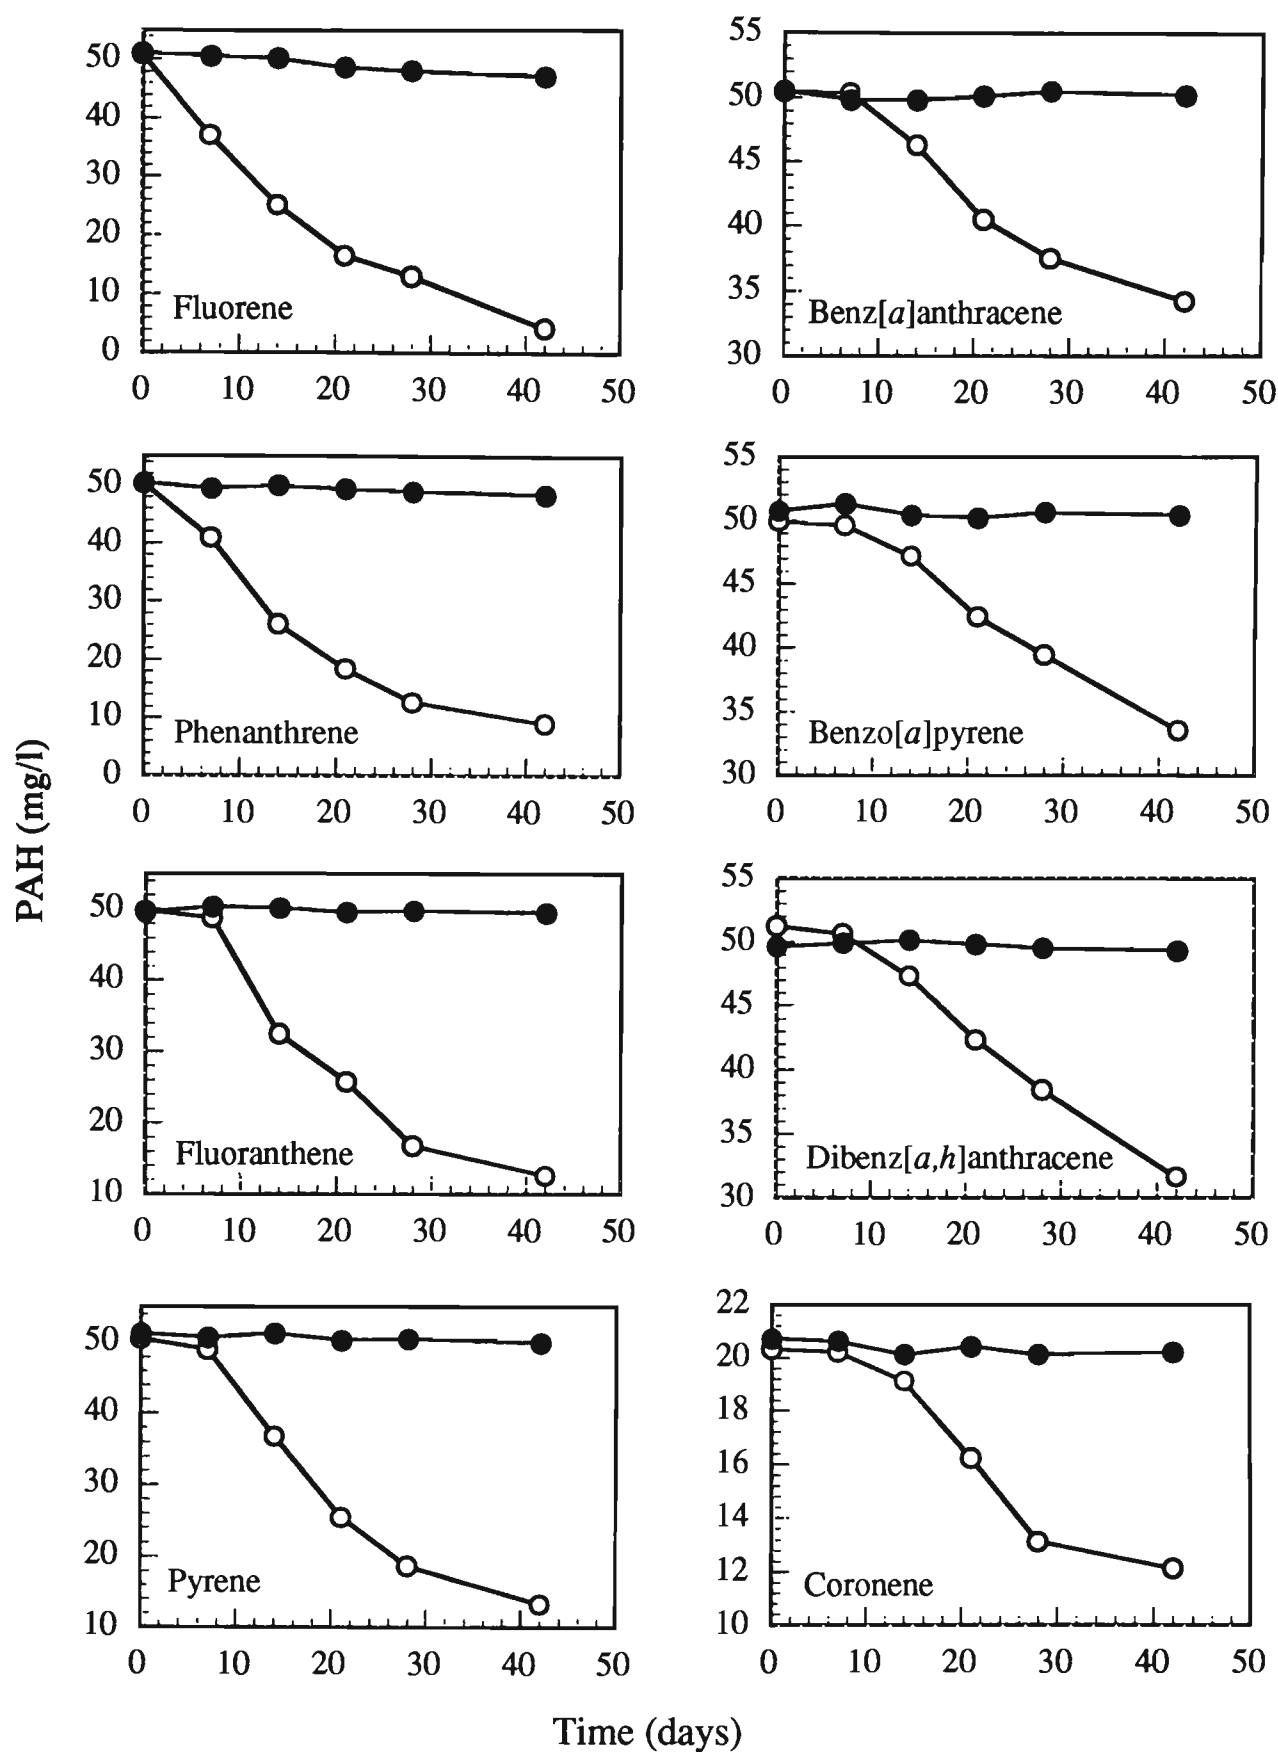 PAH (mg/l)
50
40
30
20
10
0
Fluorene
0 10 20 30 40 50
55
50
45
40
35
30
Benz[a]anthracene
0 10 20 30 40 50
50
40
30
20
10
0
Phenanthrene
0 10 20 30 40 50
55
50
45
40
35
30
Benzo[a]pyrene
0 10 20 30 40 50
50
40
30
20
10
Fluoranthene
0 10 20 30 40 50
55
50
45
40
35
30
Dibenz[a,h]anthracene
0 10 20 30 40 50
50
40
30
20
10
Pyrene
0 10 20 30 40 50
22
20
18
16
14
12
10
Coronene
0 10 20 30 40 50
Time (days)